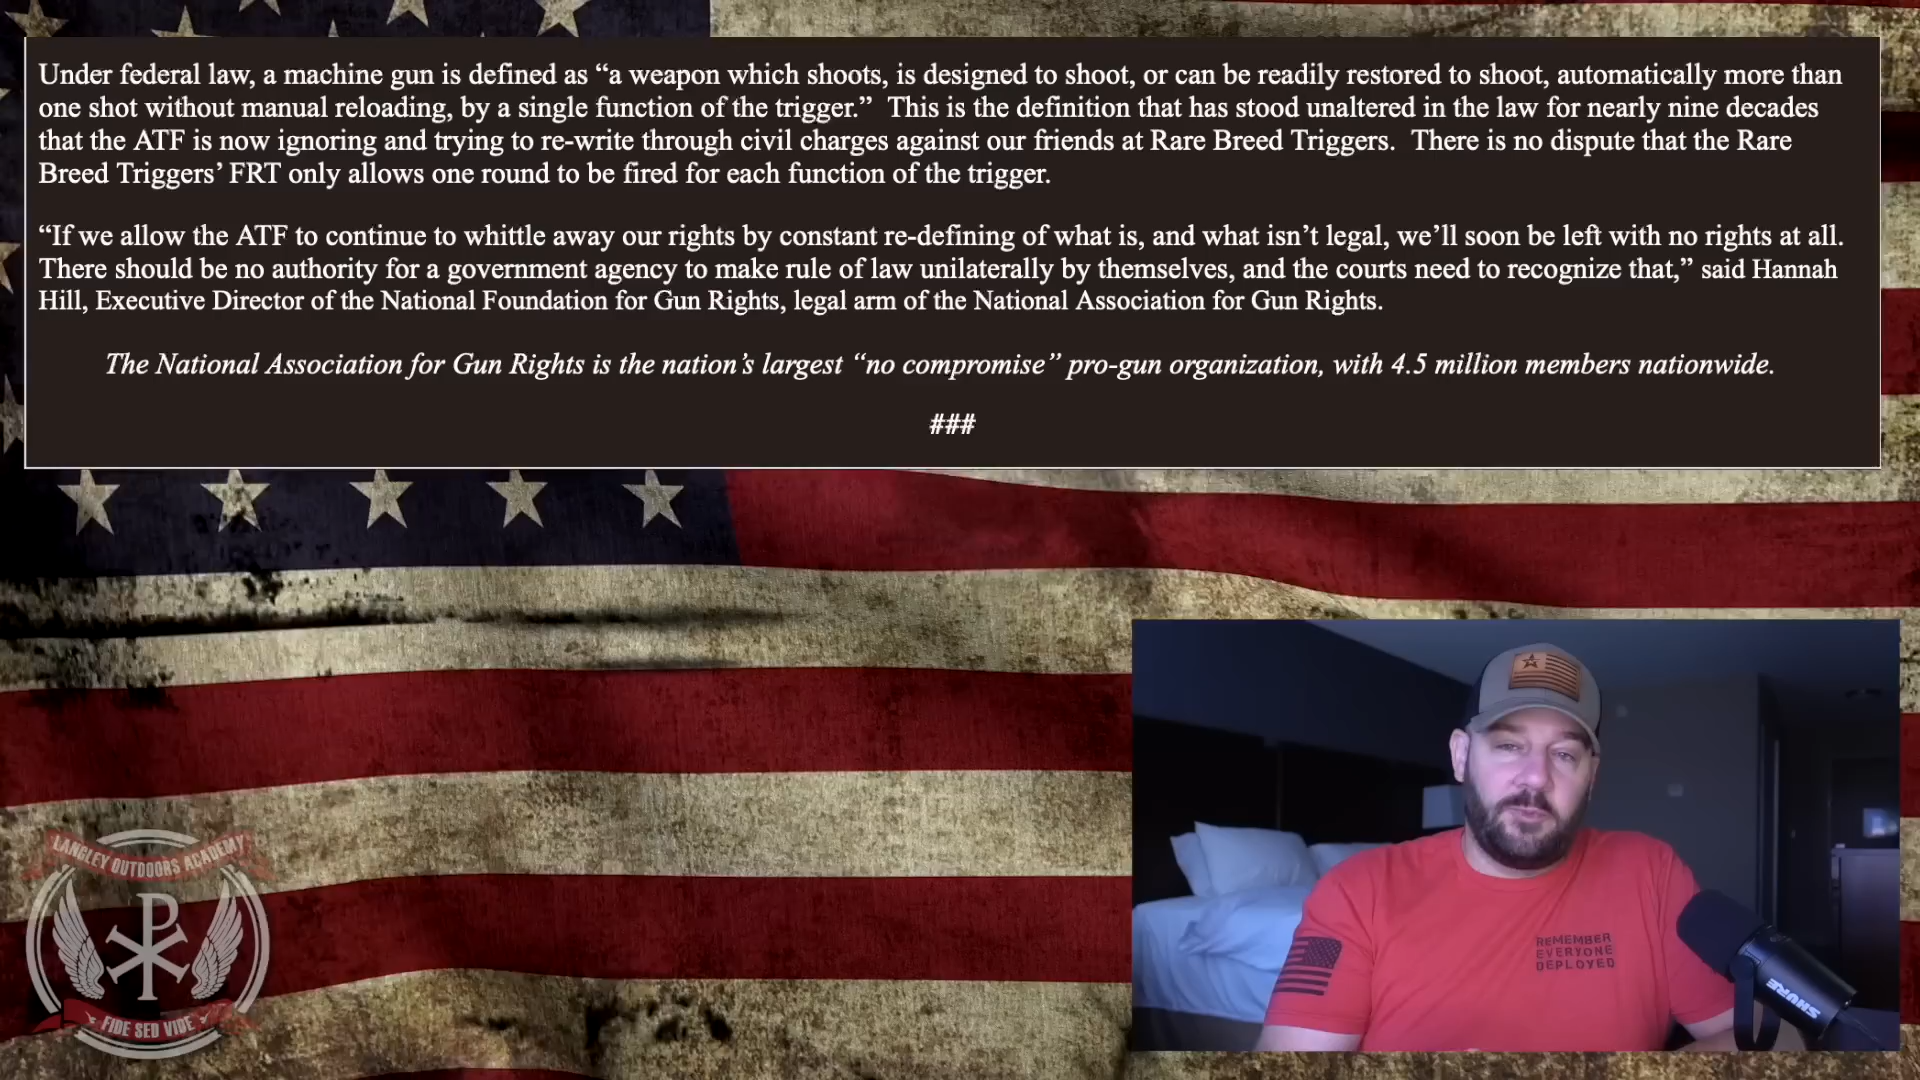 Under federal law, a machine gun is defined as “a weapon which shoots, is designed to shoot, or can be readily restored to shoot, automatically more than
one shot without manual reloading, by a single function of the trigger.”  This is the definition that has stood unaltered in the law for nearly nine decades
that the ATF is now ignoring and trying to re-write through civil charges against our friends at Rare Breed Triggers.  There is no dispute that the Rare
Breed Triggers’ FRT only allows one round to be fired for each function of the trigger.
“If we allow the ATF to continue to whittle away our rights by constant re-defining of what is, and what isn’t legal, we’ll soon be left with no rights at all.
There should be no authority for a government agency to make rule of law unilaterally by themselves, and the courts need to recognize that,” said Hannah
Hill, Executive Director of the National Foundation for Gun Rights, legal arm of the National Association for Gun Rights.
The National Association for Gun Rights is the nation’s largest “no compromise” pro-gun organization, with 4.5 million members nationwide.
###
LANGLEY OUTDOORS ACADEMY
FIDE SED VIDE
REMEMBER
EVERYONE
DEPLOYED
SHURE